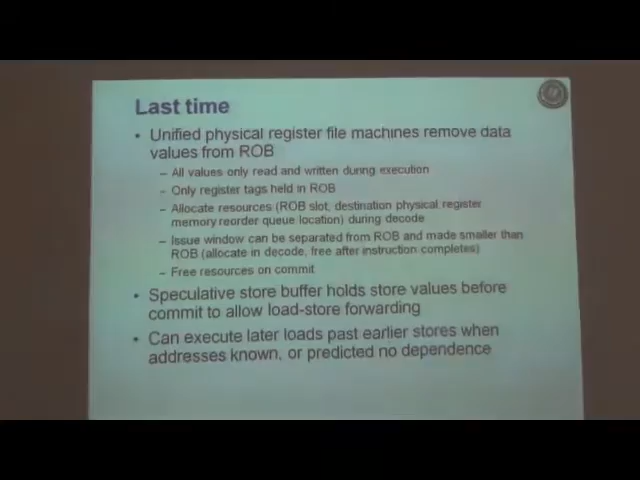 Last time
• Unified physical register file machines remove data
values from ROB
– All values only read and written during execution
– Only register tags held in ROB
– Allocate resources (ROB slot, destination physical register
memory reorder queue location) during decode
– Issue window can be separated from ROB and made smaller than
ROB (allocate in decode, free after instruction completes)
– Free resources on commit
• Speculative store buffer holds store values before
commit to allow load-store forwarding
• Can execute later loads past earlier stores when
addresses known, or predicted no dependence